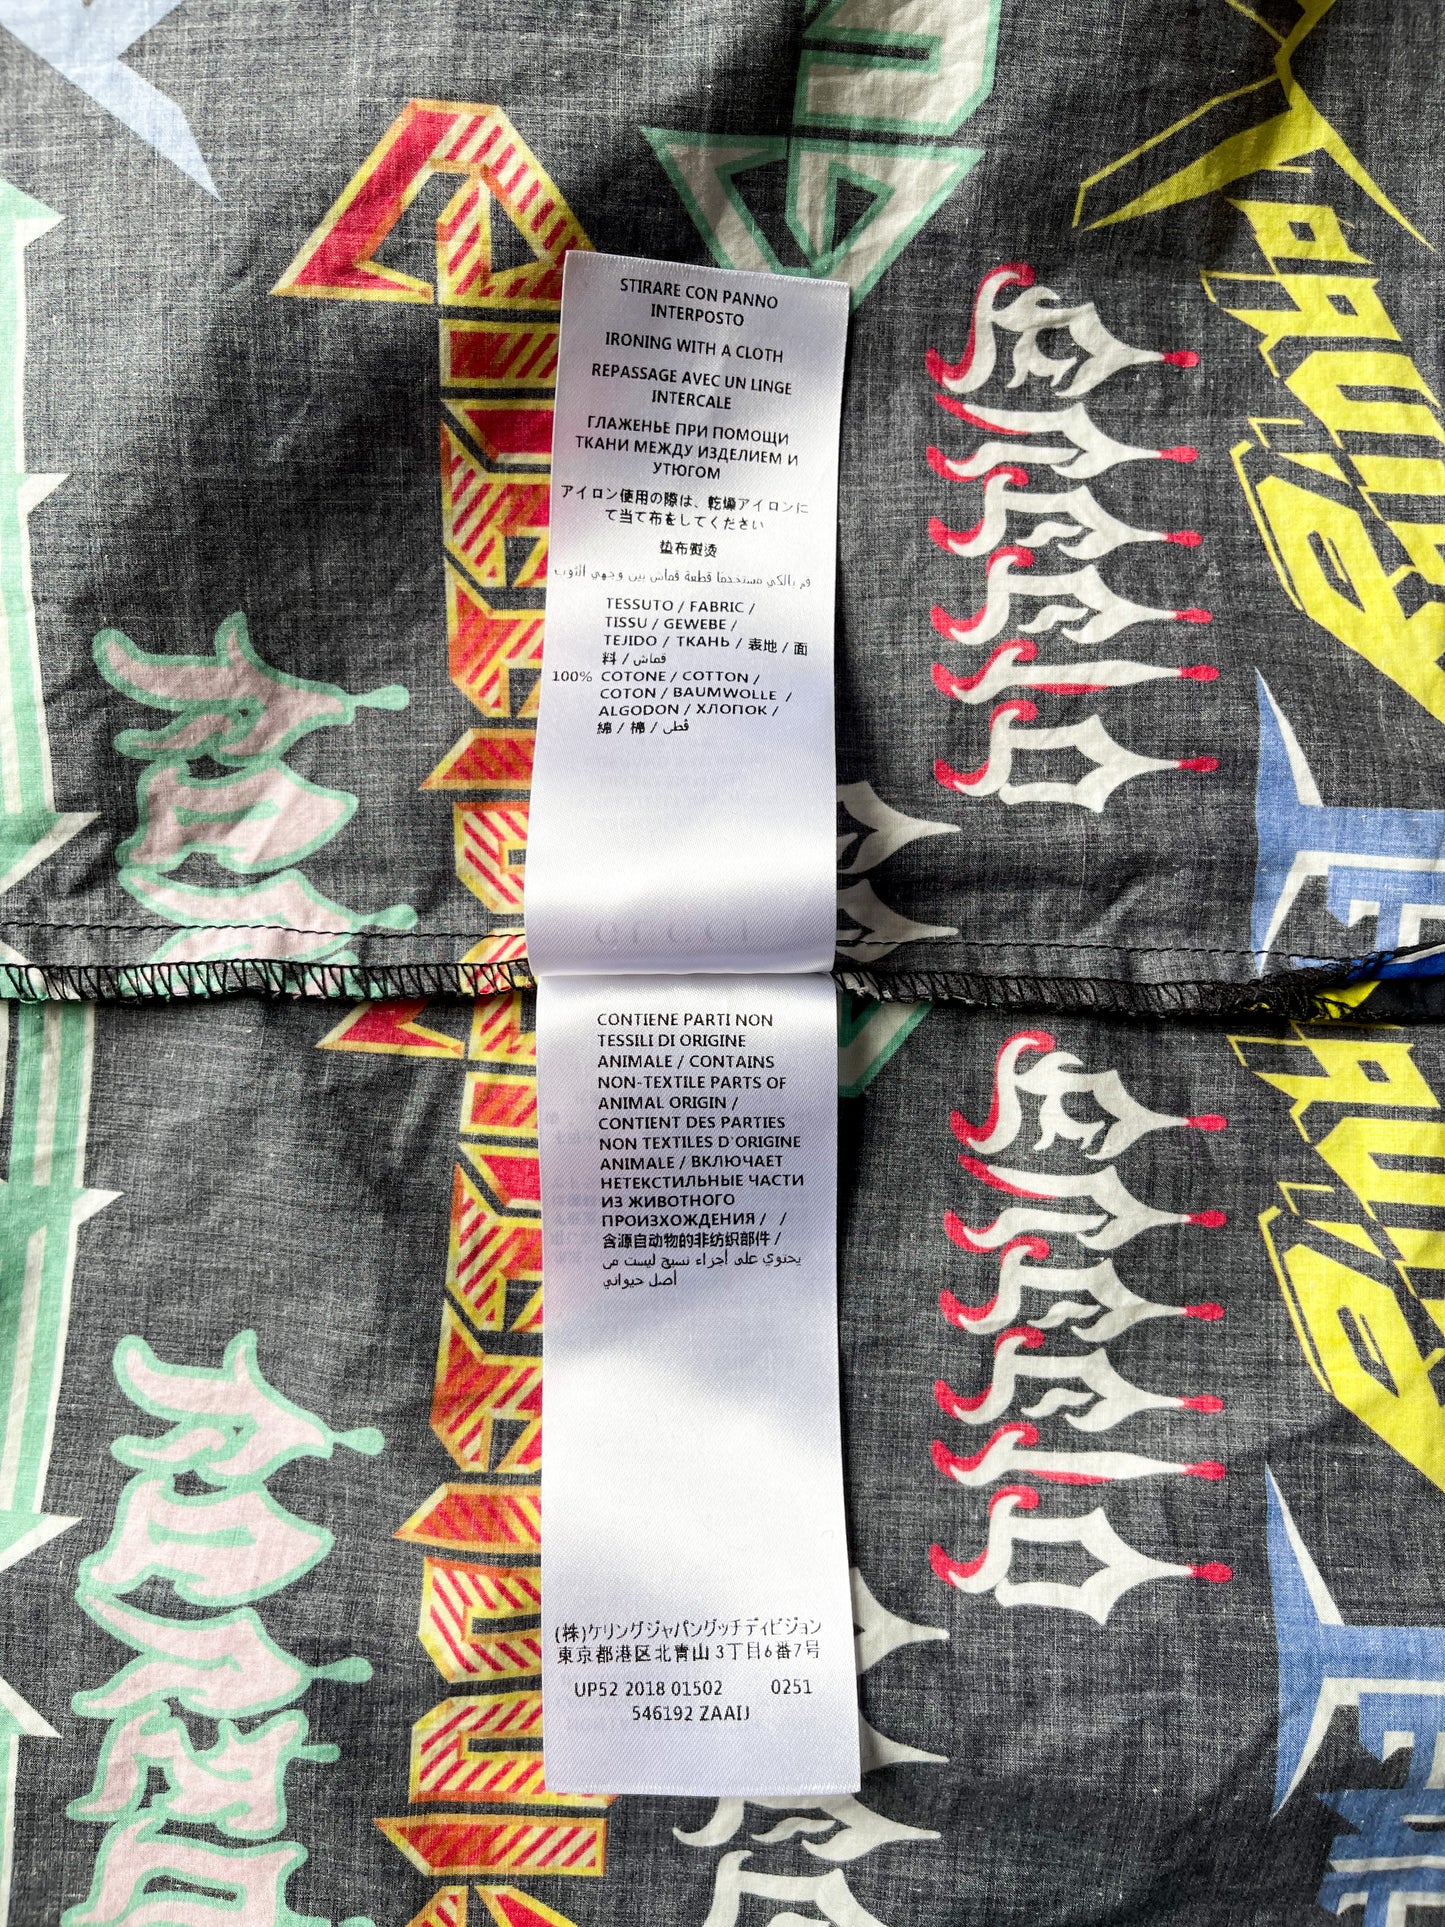 STIRARE CON PANNO
INTERPOSTO
IRONING WITH A CLOTH
REPASSAGE AVEC UN LINGE
INTERCALE
ГЛАЖЕНЬЕ ПРИ ПОМОЩИ
ТКАНИ МЕЖДУ ИЗДЕЛИЕМ И
УТЮГОМ
アイロン使用の際は、乾燥アイロンに
て当て布をしてください
垫布熨烫
قم بالكي مستخدمًا قطعة قماش بين وجهي الثوب
TESSUTO / FABRIC /
TISSU / GEWEBE /
TEJIDO / ТКАНЬ / 表地 / 面
料 / قماش
100% COTONE / COTTON /
COTON / BAUMWOLLE /
ALGODON / ХЛОПОК /
綿 / 棉 / قطن
CONTIENE PARTI NON
TESSILI DI ORIGINE
ANIMALE / CONTAINS
NON-TEXTILE PARTS OF
ANIMAL ORIGIN /
CONTIENT DES PARTIES
NON TEXTILES D'ORIGINE
ANIMALE / ВКЛЮЧАЕТ
НЕТЕКСТИЛЬНЫЕ ЧАСТИ
ИЗ ЖИВОТНОГО
ПРОИЗХОЖДЕНИЯ / /
含源自动物的非纺织部件 /
يحتوي على أجزاء نسيج ليست من
أصل حيواني
(株)ケリングジャパングッチディビジョン
東京都港区北青山3丁目6番7号
UP52 2018 01502 0251
546192 ZAAIJ